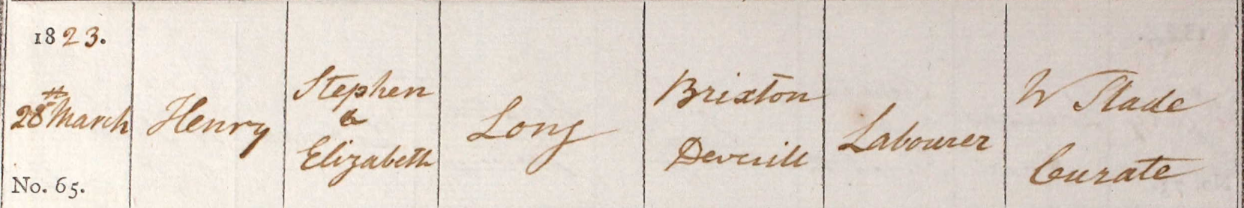 1823.
28th March
No. 65.
Henry
Stephen
&
Elizabeth
Long
Brixton
Deverill
Labourer
W Slade
Curate